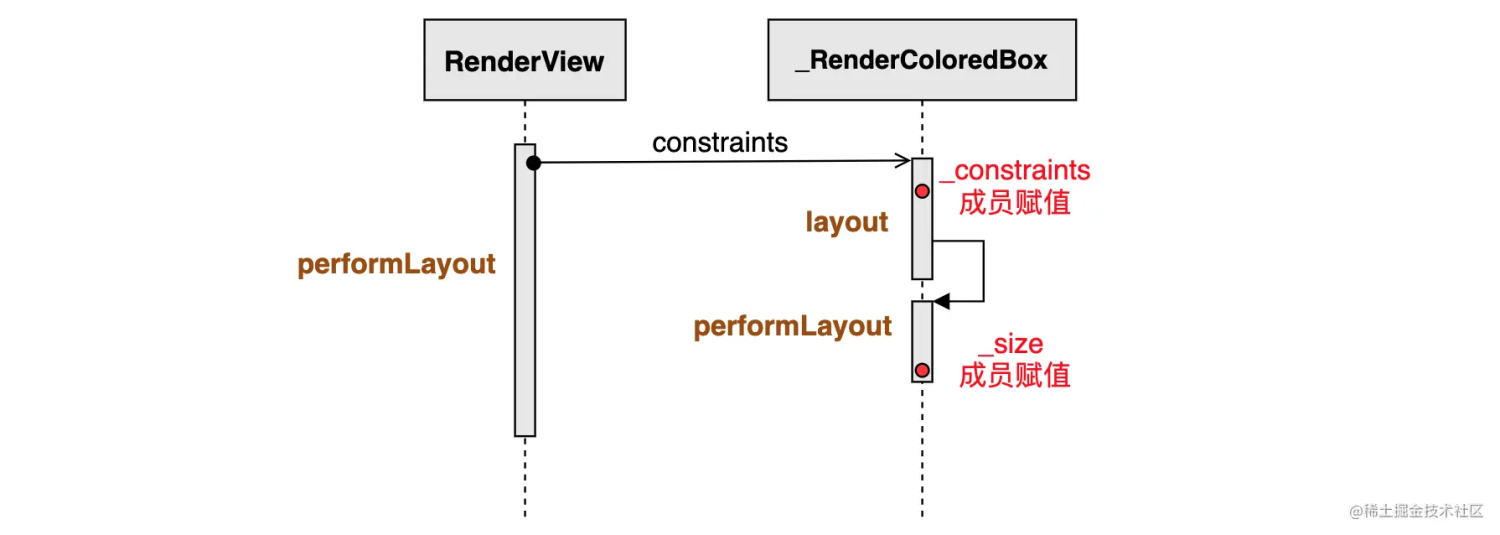 RenderView
_RenderColoredBox
constraints
_constraints
成员赋值
layout
performLayout
performLayout
_size
成员赋值
@稀土掘金技术社区